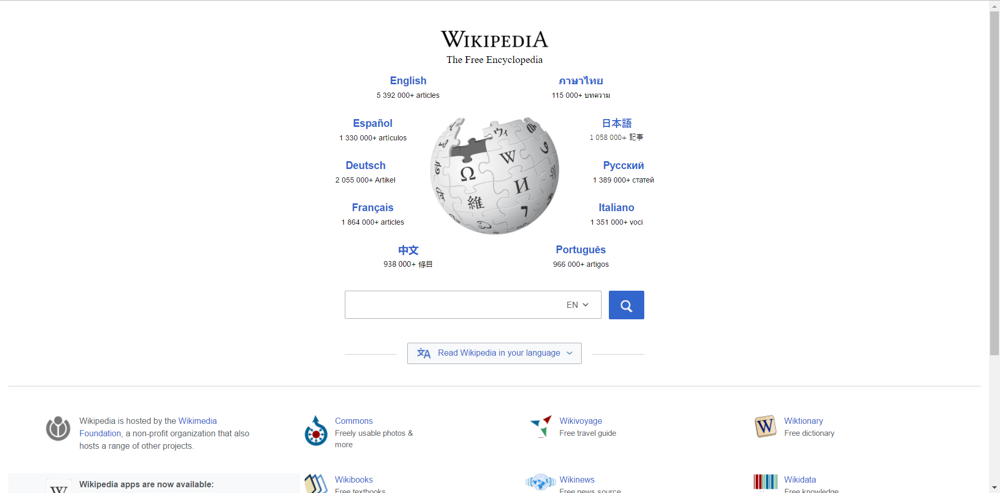 WIKIPEDIA
The Free Encyclopedia
English
5 392 000+ articles
ภาษาไทย
115 000+ บทความ
Español
1 330 000+ artículos
日本語
1 058 000+ 記事
Deutsch
2 055 000+ Artikel
Русский
1 389 000+ статей
Français
1 864 000+ articles
Italiano
1 351 000+ voci
中文
938 000+ 條目
Português
966 000+ artigos
Ω
W
И
維
ウィ
EN
Read Wikipedia in your language
Wikipedia is hosted by the Wikimedia
Foundation, a non-profit organization that also
hosts a range of other projects.
Commons
Freely usable photos &
more
Wikivoyage
Free travel guide
W
Wiktionary
Free dictionary
W
Wikipedia apps are now available:
Wikibooks
Free textbooks
Wikinews
Free news source
Wikidata
Free knowledge